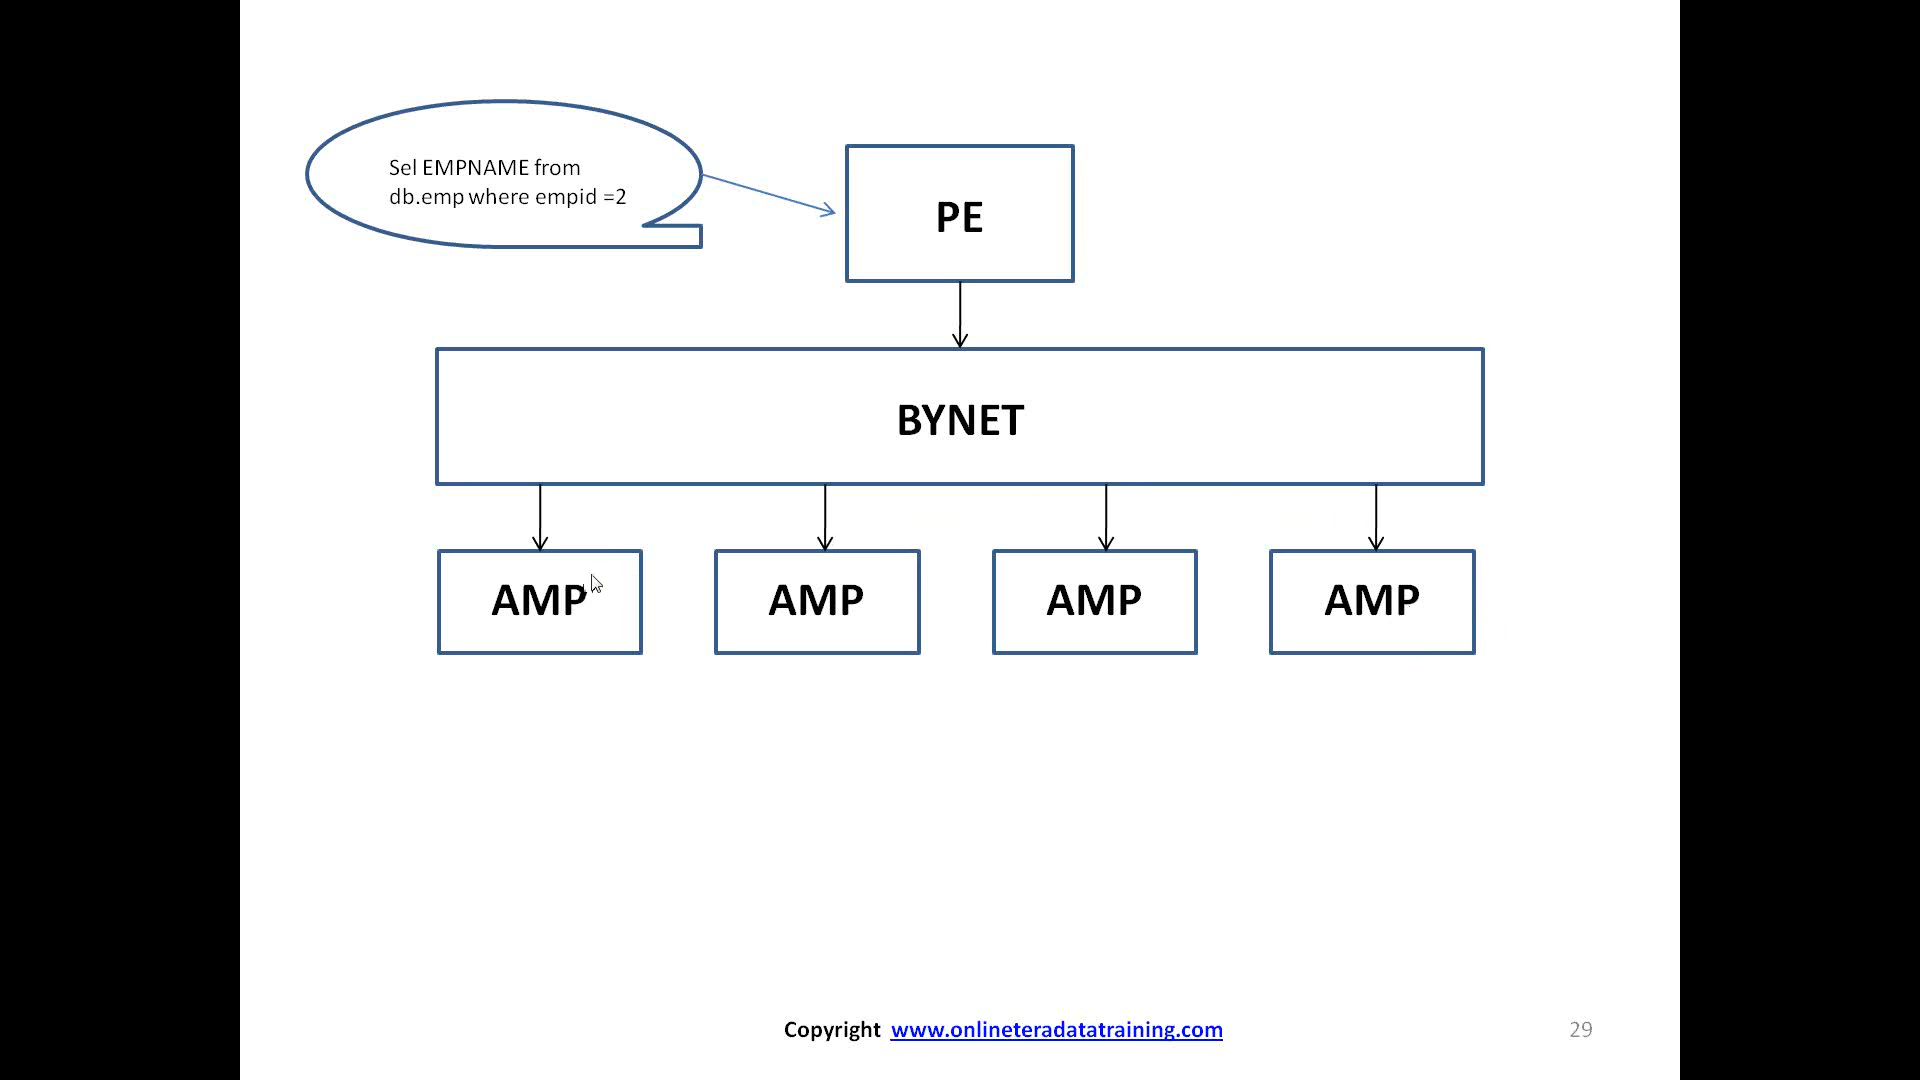 Sel EMPNAME from
db.emp where empid =2
PE
BYNET
AMP
AMP
AMP
AMP
Copyright www.onlineteradatatraining.com
29